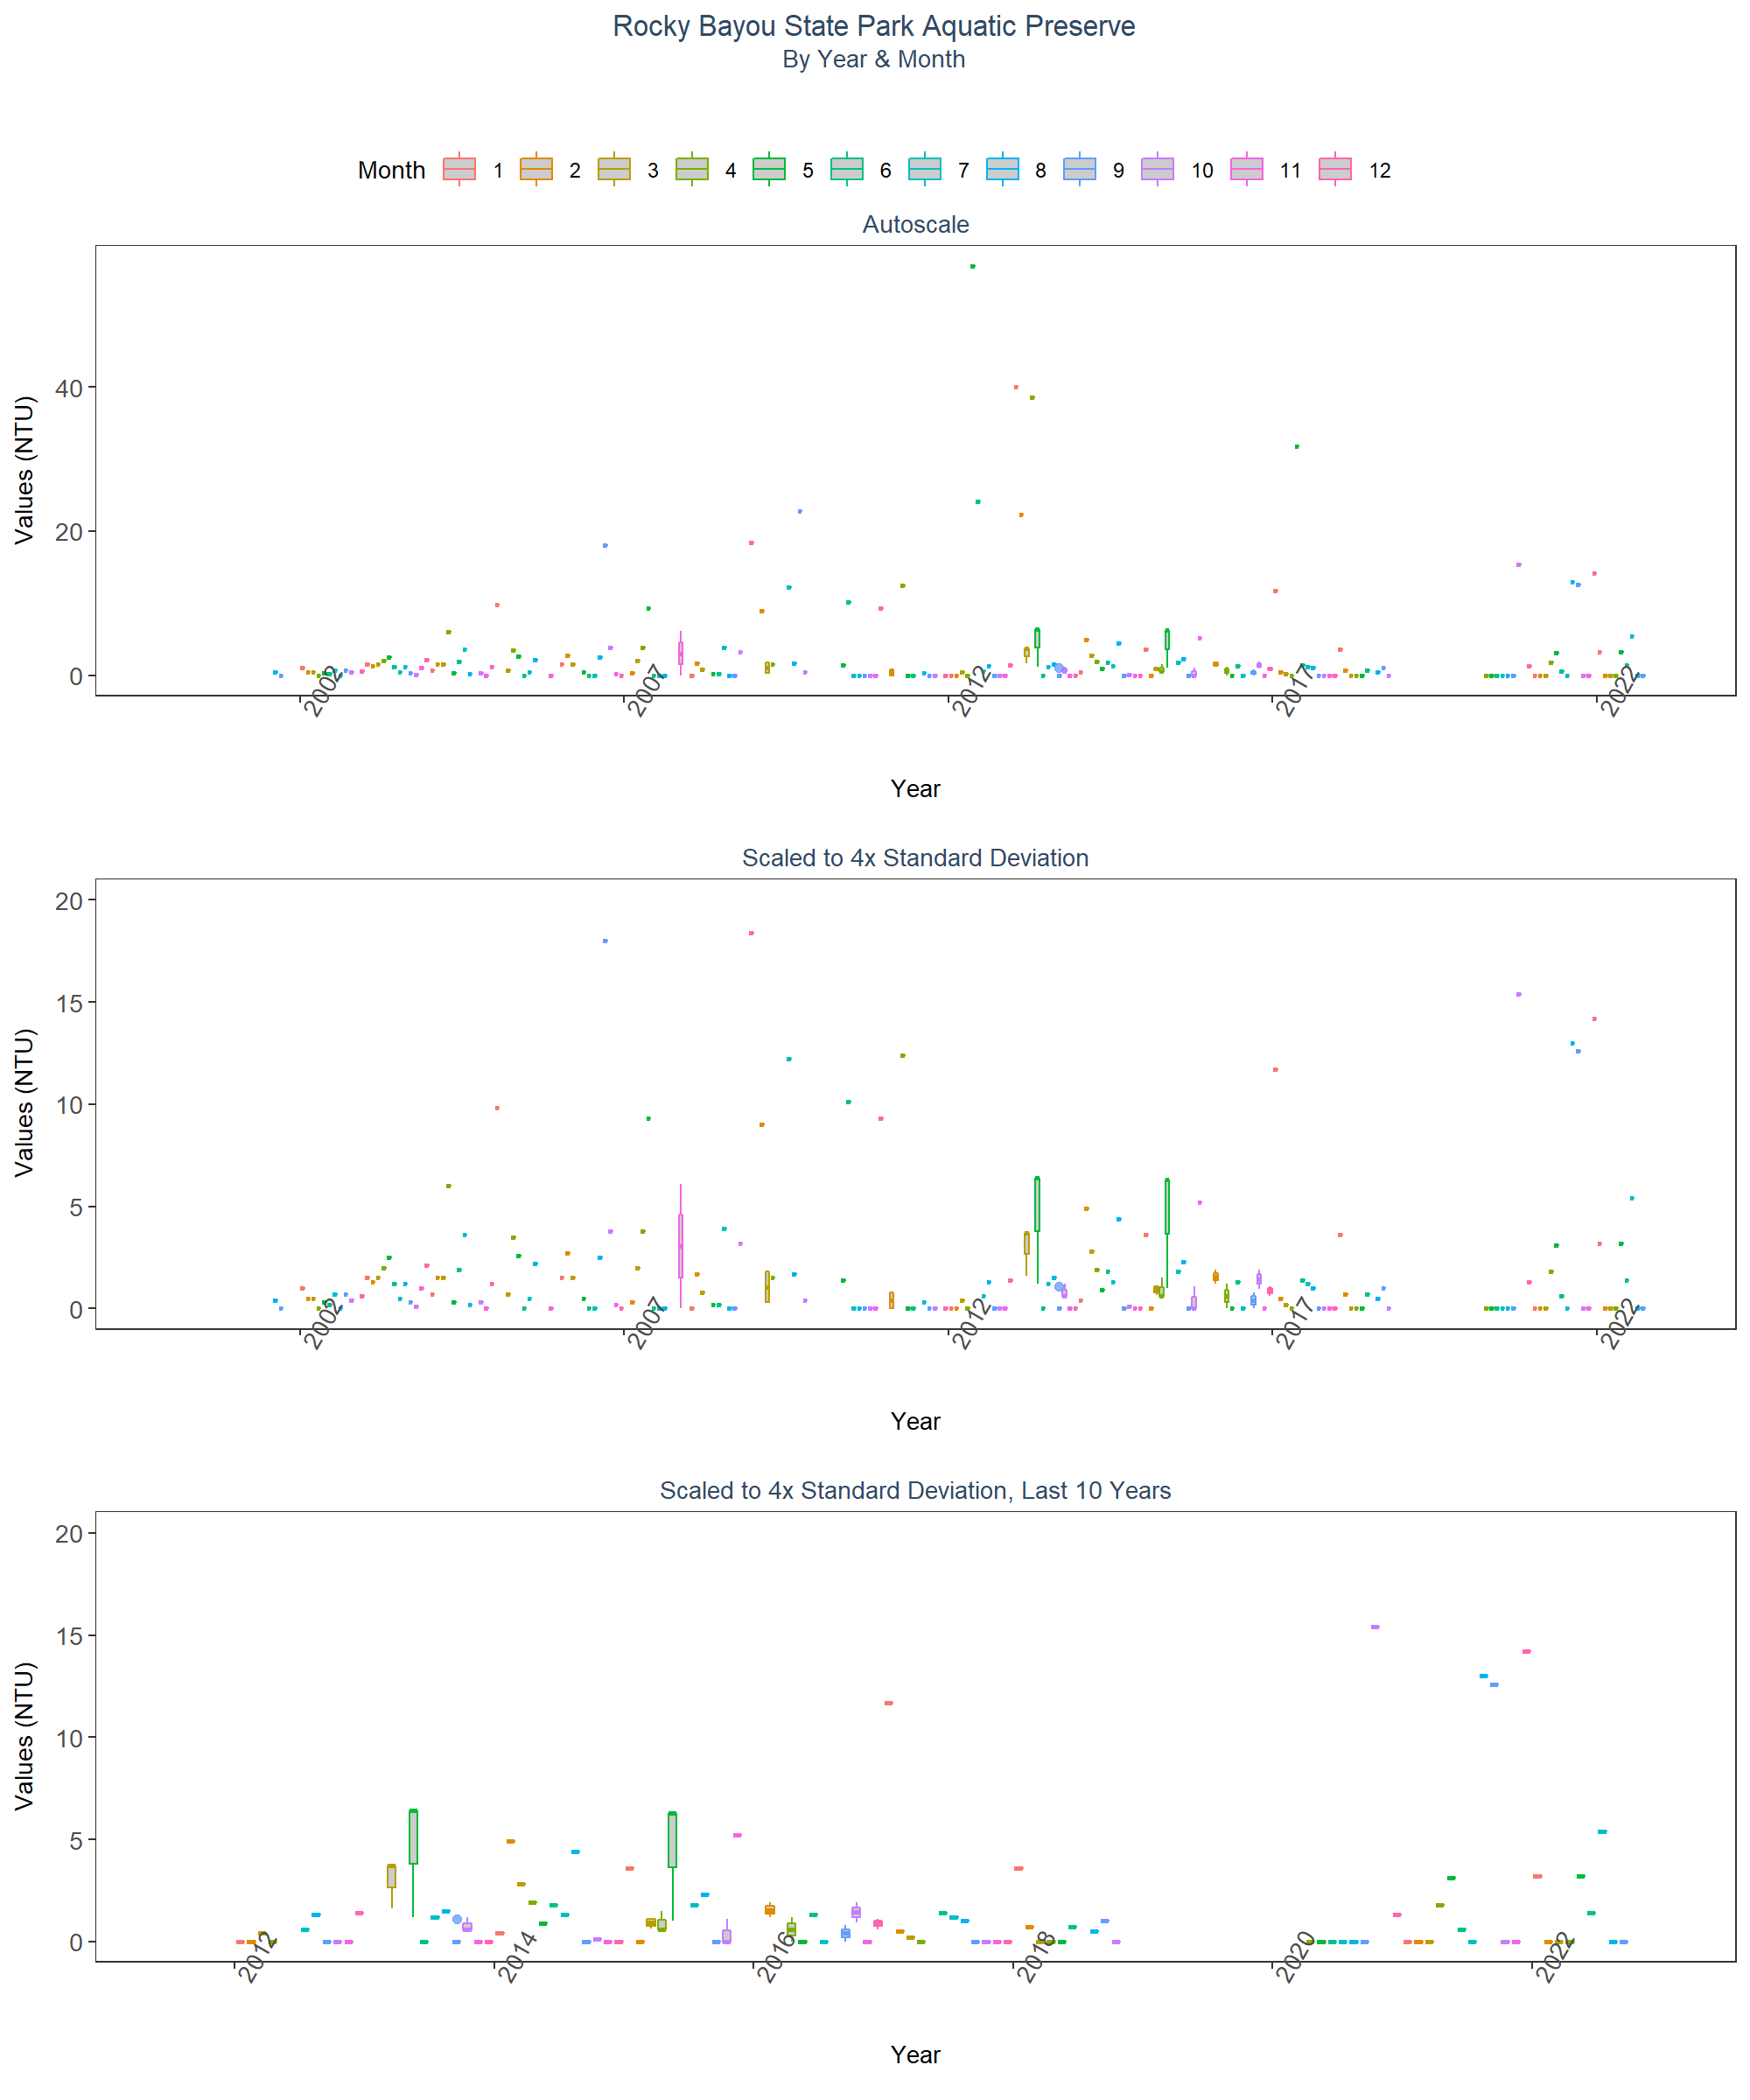 Rocky Bayou State Park Aquatic Preserve
By Year & Month
Month 1 2 3 4 5 6 7 8 9 10 11 12
Autoscale
Values (NTU)
40
20
0
2002 2007 2012 2017 2022
Year
Scaled to 4x Standard Deviation
Values (NTU)
20
15
10
5
0
2002 2007 2012 2017 2022
Year
Scaled to 4x Standard Deviation, Last 10 Years
Values (NTU)
20
15
10
5
0
2012 2014 2016 2018 2020 2022
Year